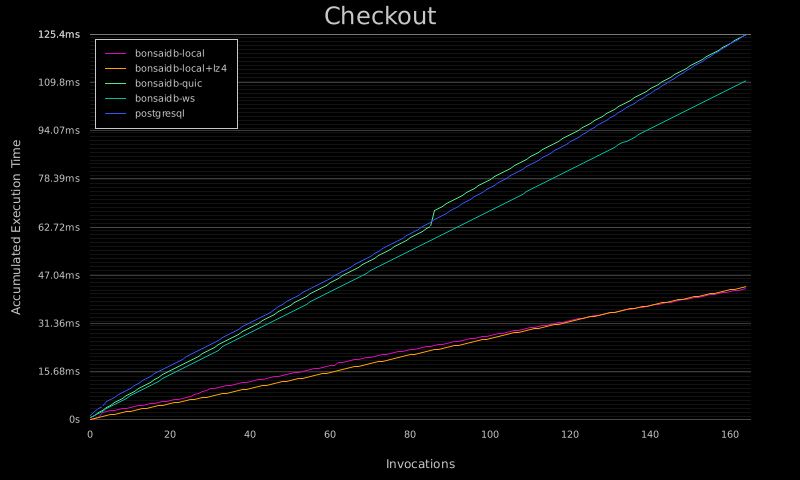 Checkout
125.4ms
bonsaidb-local
bonsaidb-local+lz4
bonsaidb-quic
bonsaidb-ws
postgresql
109.8ms
94.07ms
78.39ms
62.72ms
47.04ms
31.36ms
15.68ms
0s
Accumulated Execution Time
0 20 40 60 80 100 120 140 160
Invocations